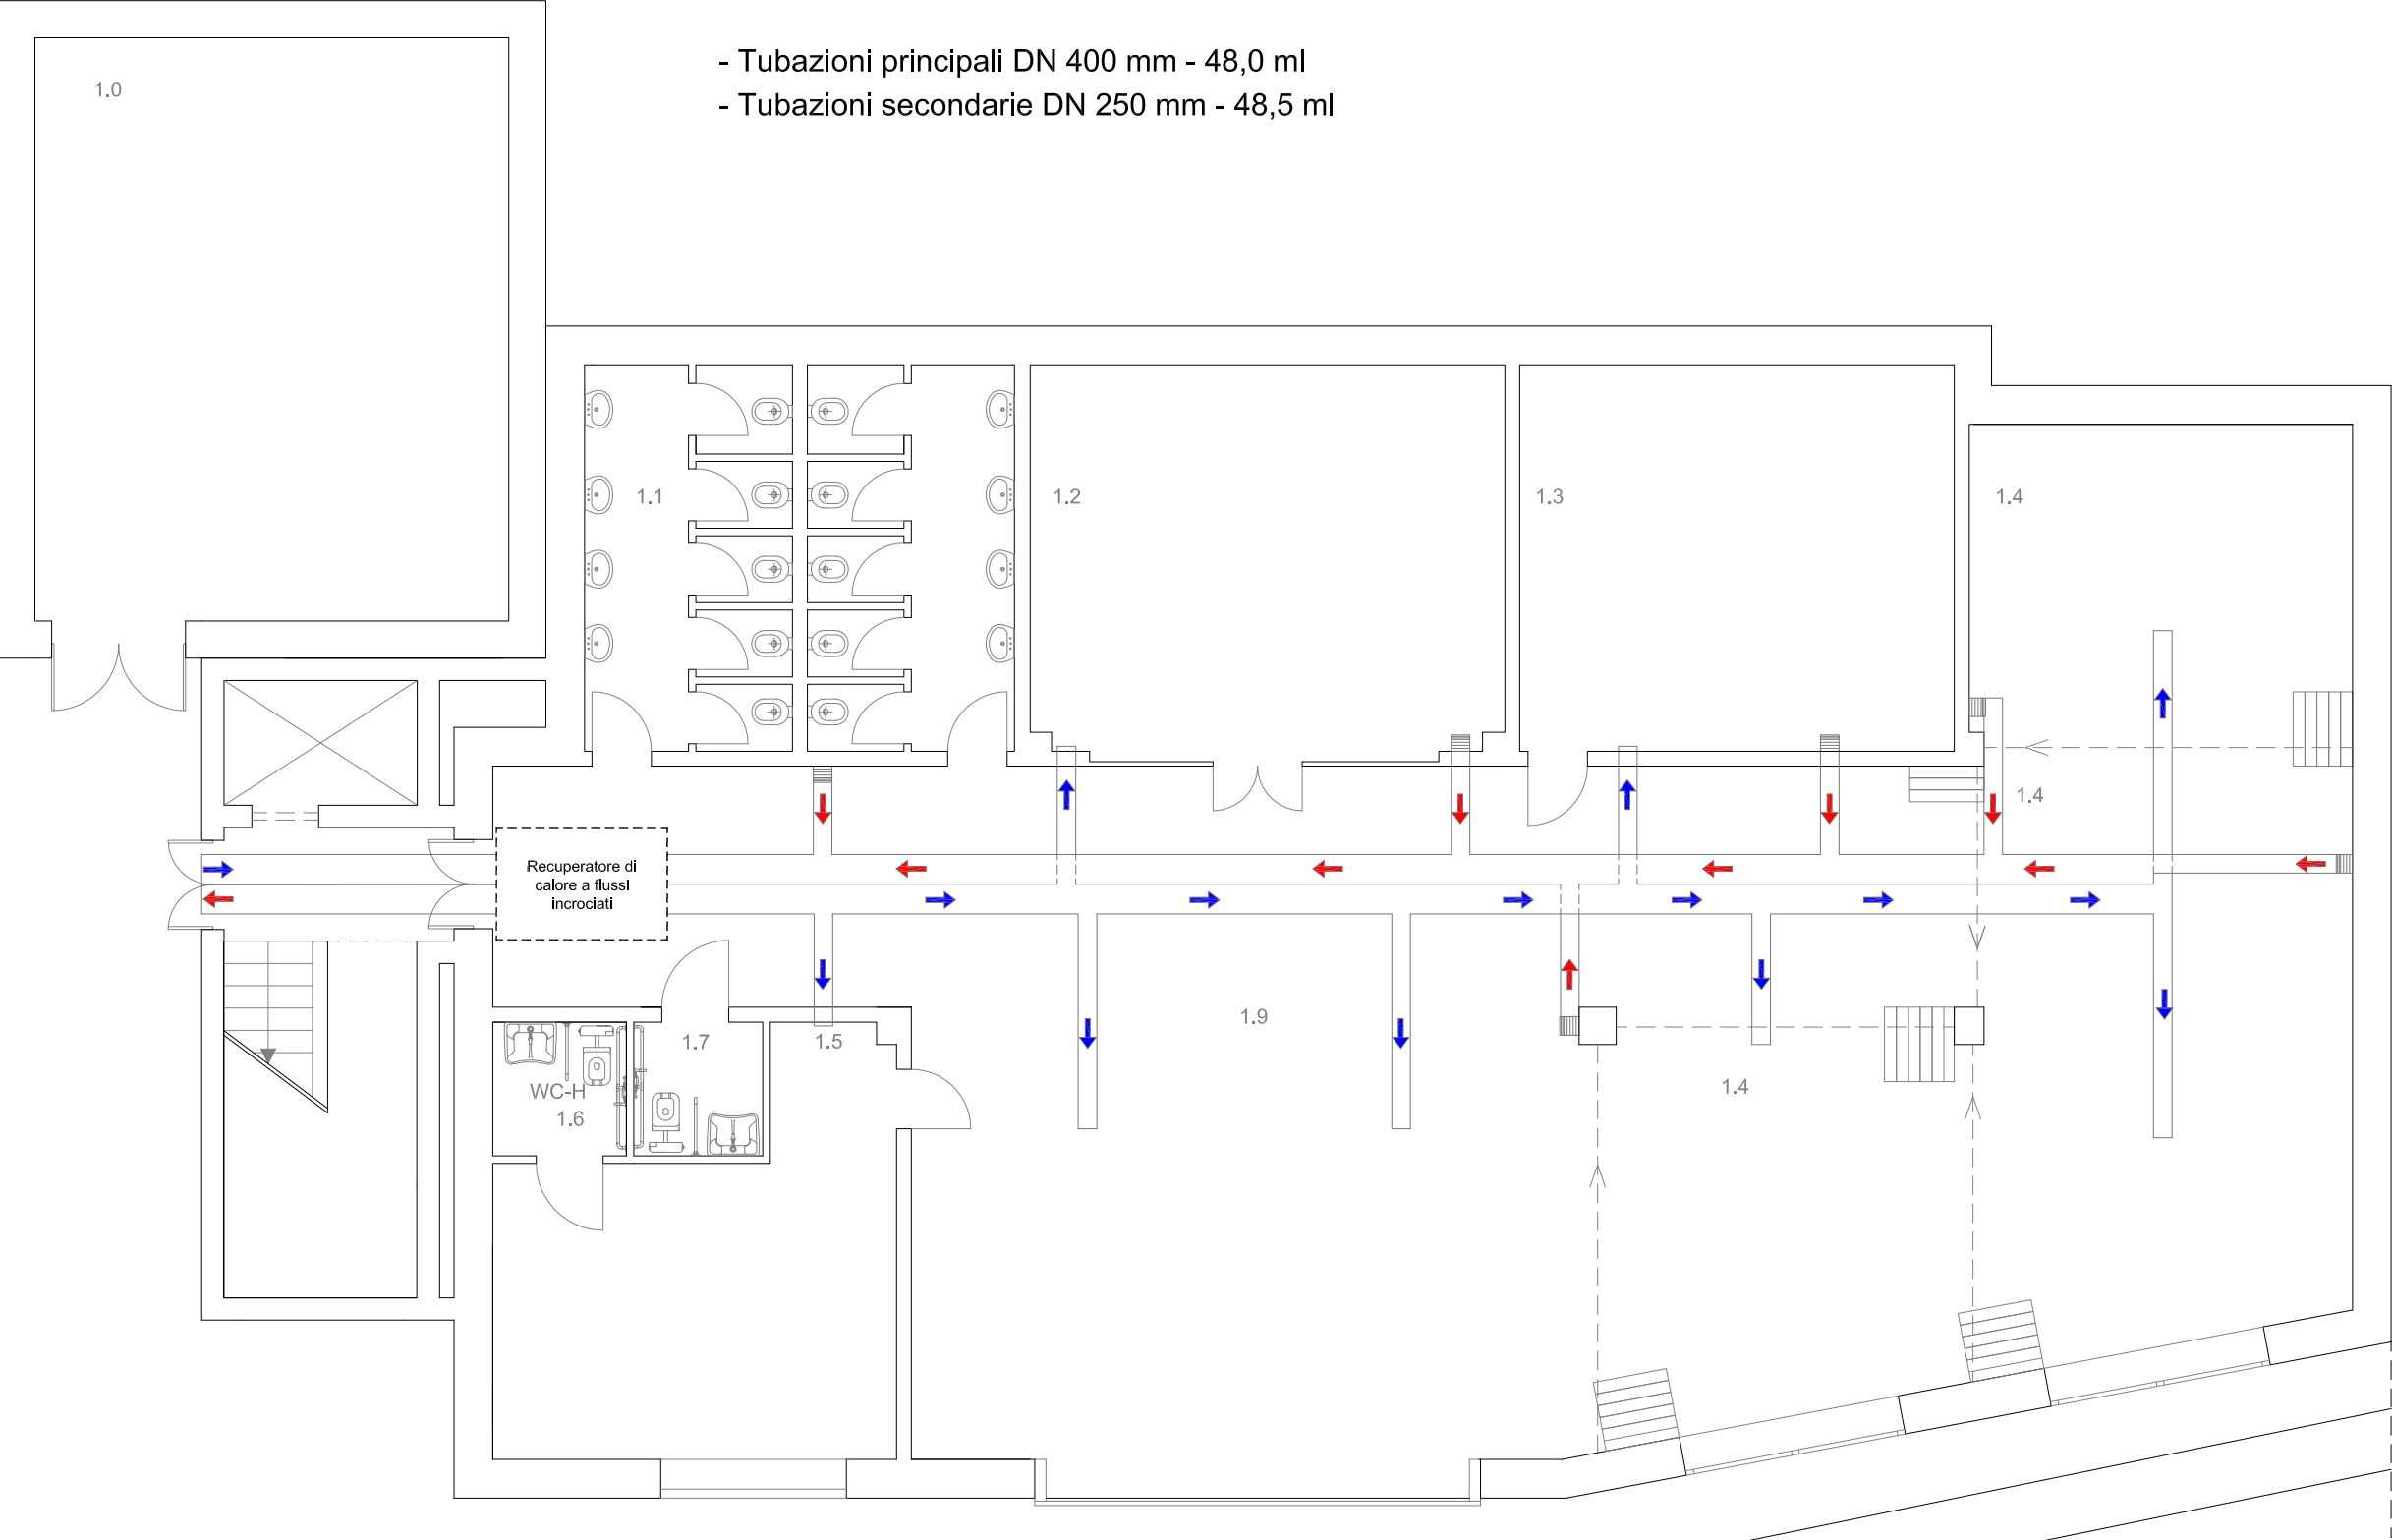 - Tubazioni principali DN 400 mm - 48,0 ml
- Tubazioni secondarie DN 250 mm - 48,5 ml
1.0
1.1
1.2
1.3
1.4
1.4
Recuperatore di
calore a flussi
incrociati
1.9
1.7
1.5
WC-H
1.6
1.4